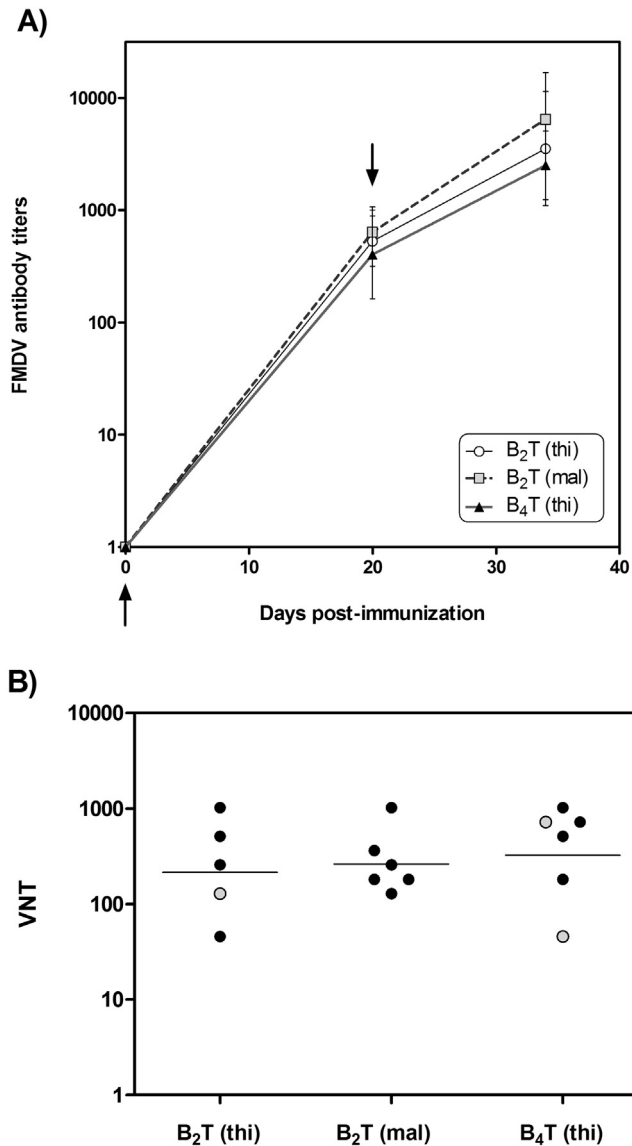 A)
10000
1000
100
10
1
FMDV antibody titers
0 10 20 30 40
Days post-immunization
B₂T (thi)
B₂T (mal)
B₄T (thi)
B)
10000
1000
100
10
1
VNT
B₂T (thi) B₂T (mal) B₄T (thi)